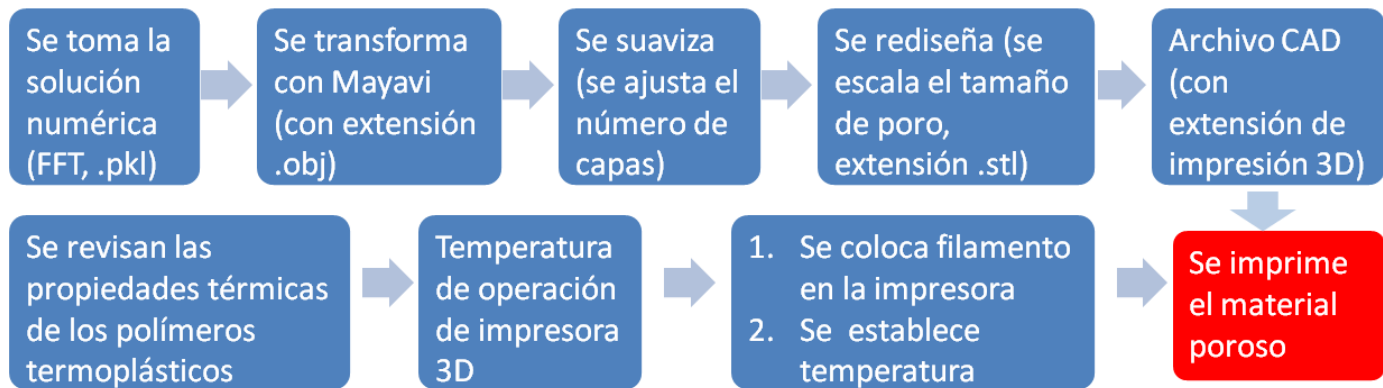 Se toma la
solución
numérica
(FFT, .pkl)
Se transforma
con Mayavi
(con extensión
.obj)
Se suaviza
(se ajusta el
número de
capas)
Se rediseña (se
escala el tamaño
de poro,
extensión .stl)
Archivo CAD
(con
extensión de
impresión 3D)
Se revisan las
propiedades térmicas
de los polímeros
termoplásticos
Temperatura
de operación
de impresora
3D
1. Se coloca filamento
en la impresora
2. Se establece
temperatura
Se imprime
el material
poroso